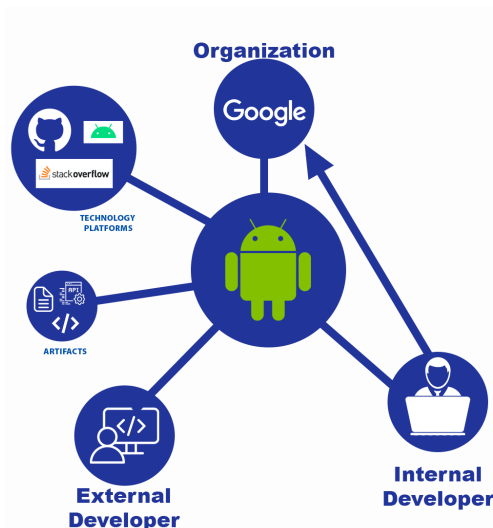 Organization
Google
stackoverflow
TECHNOLOGY
PLATFORMS
API
</>
ARTIFACTS
</>
External
Developer
Internal
Developer